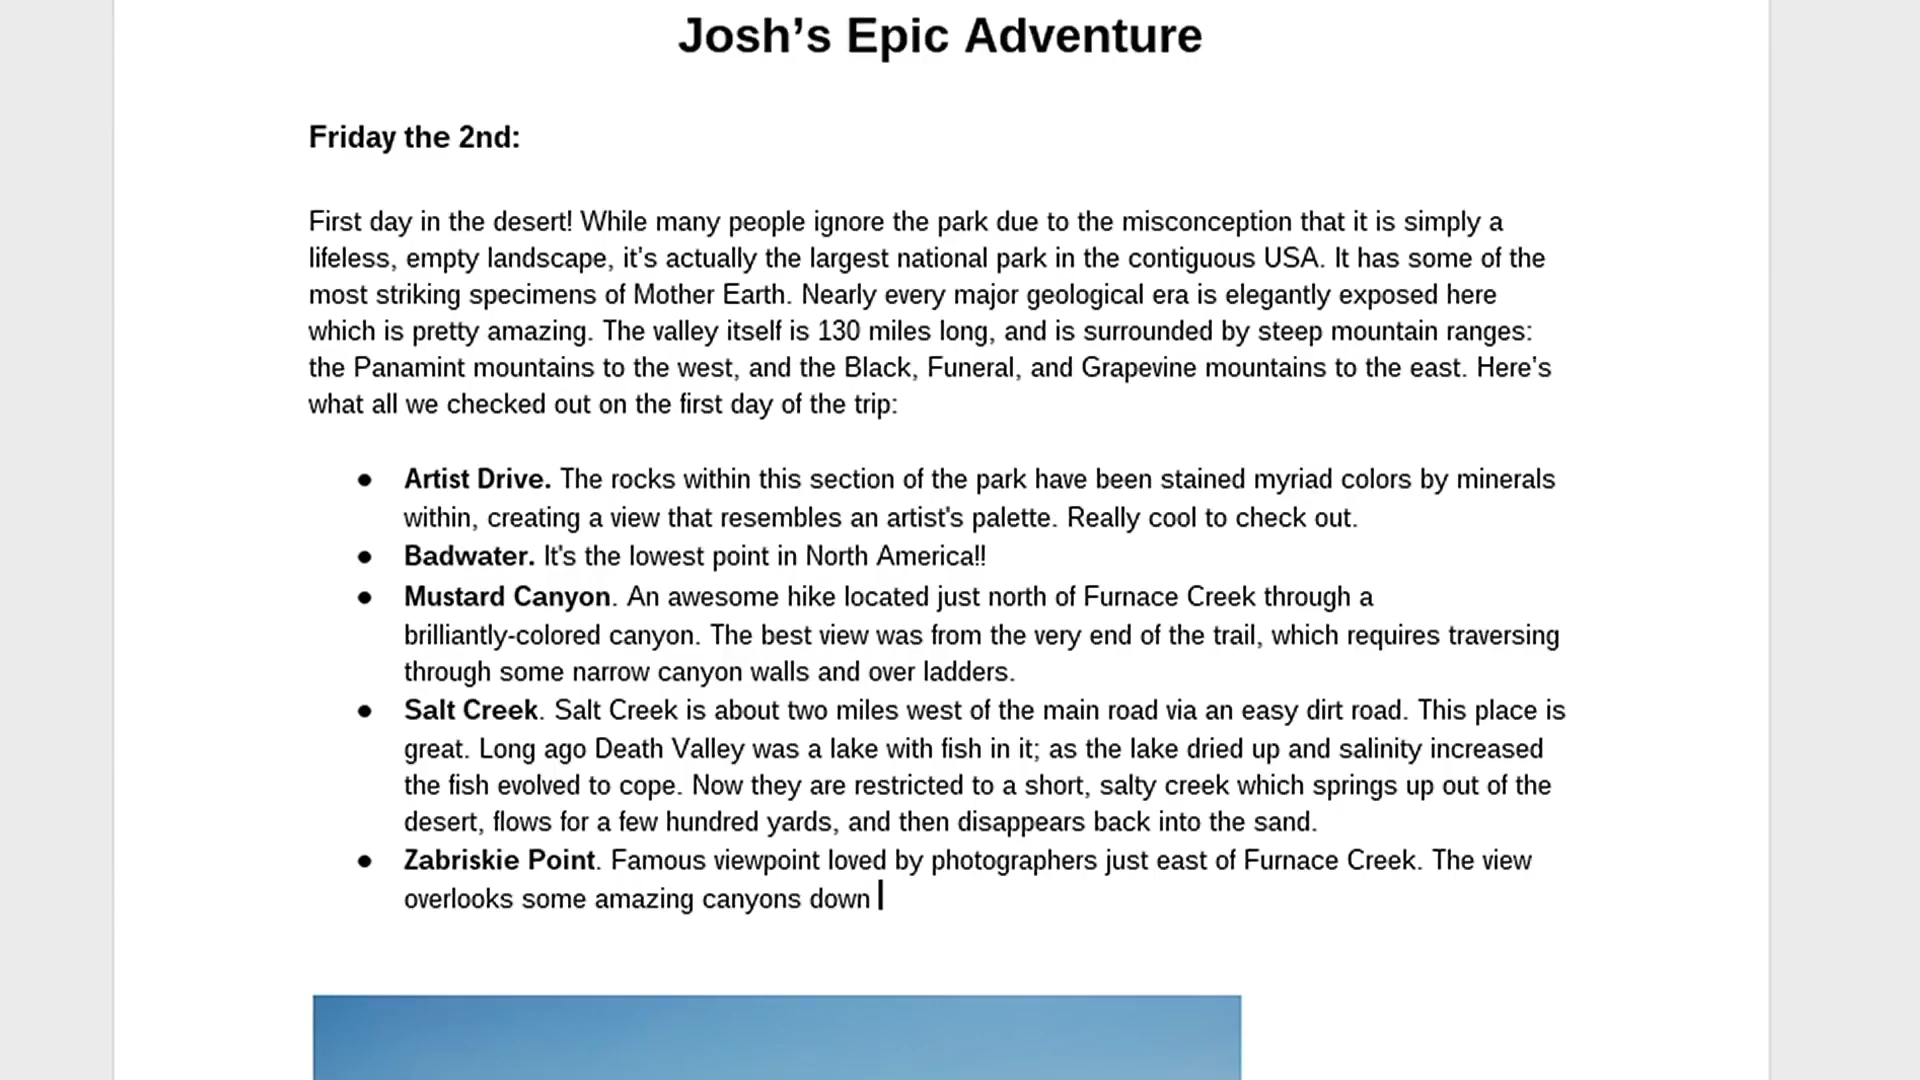 Josh’s Epic Adventure
Friday the 2nd:
First day in the desert! While many people ignore the park due to the misconception that it is simply a
lifeless, empty landscape, it's actually the largest national park in the contiguous USA. It has some of the
most striking specimens of Mother Earth. Nearly every major geological era is elegantly exposed here
which is pretty amazing. The valley itself is 130 miles long, and is surrounded by steep mountain ranges:
the Panamint mountains to the west, and the Black, Funeral, and Grapevine mountains to the east. Here's
what all we checked out on the first day of the trip:
● Artist Drive. The rocks within this section of the park have been stained myriad colors by minerals
within, creating a view that resembles an artist's palette. Really cool to check out.
● Badwater. It's the lowest point in North America!!
● Mustard Canyon. An awesome hike located just north of Furnace Creek through a
brilliantly-colored canyon. The best view was from the very end of the trail, which requires traversing
through some narrow canyon walls and over ladders.
● Salt Creek. Salt Creek is about two miles west of the main road via an easy dirt road. This place is
great. Long ago Death Valley was a lake with fish in it; as the lake dried up and salinity increased
the fish evolved to cope. Now they are restricted to a short, salty creek which springs up out of the
desert, flows for a few hundred yards, and then disappears back into the sand.
● Zabriskie Point. Famous viewpoint loved by photographers just east of Furnace Creek. The view
overlooks some amazing canyons down